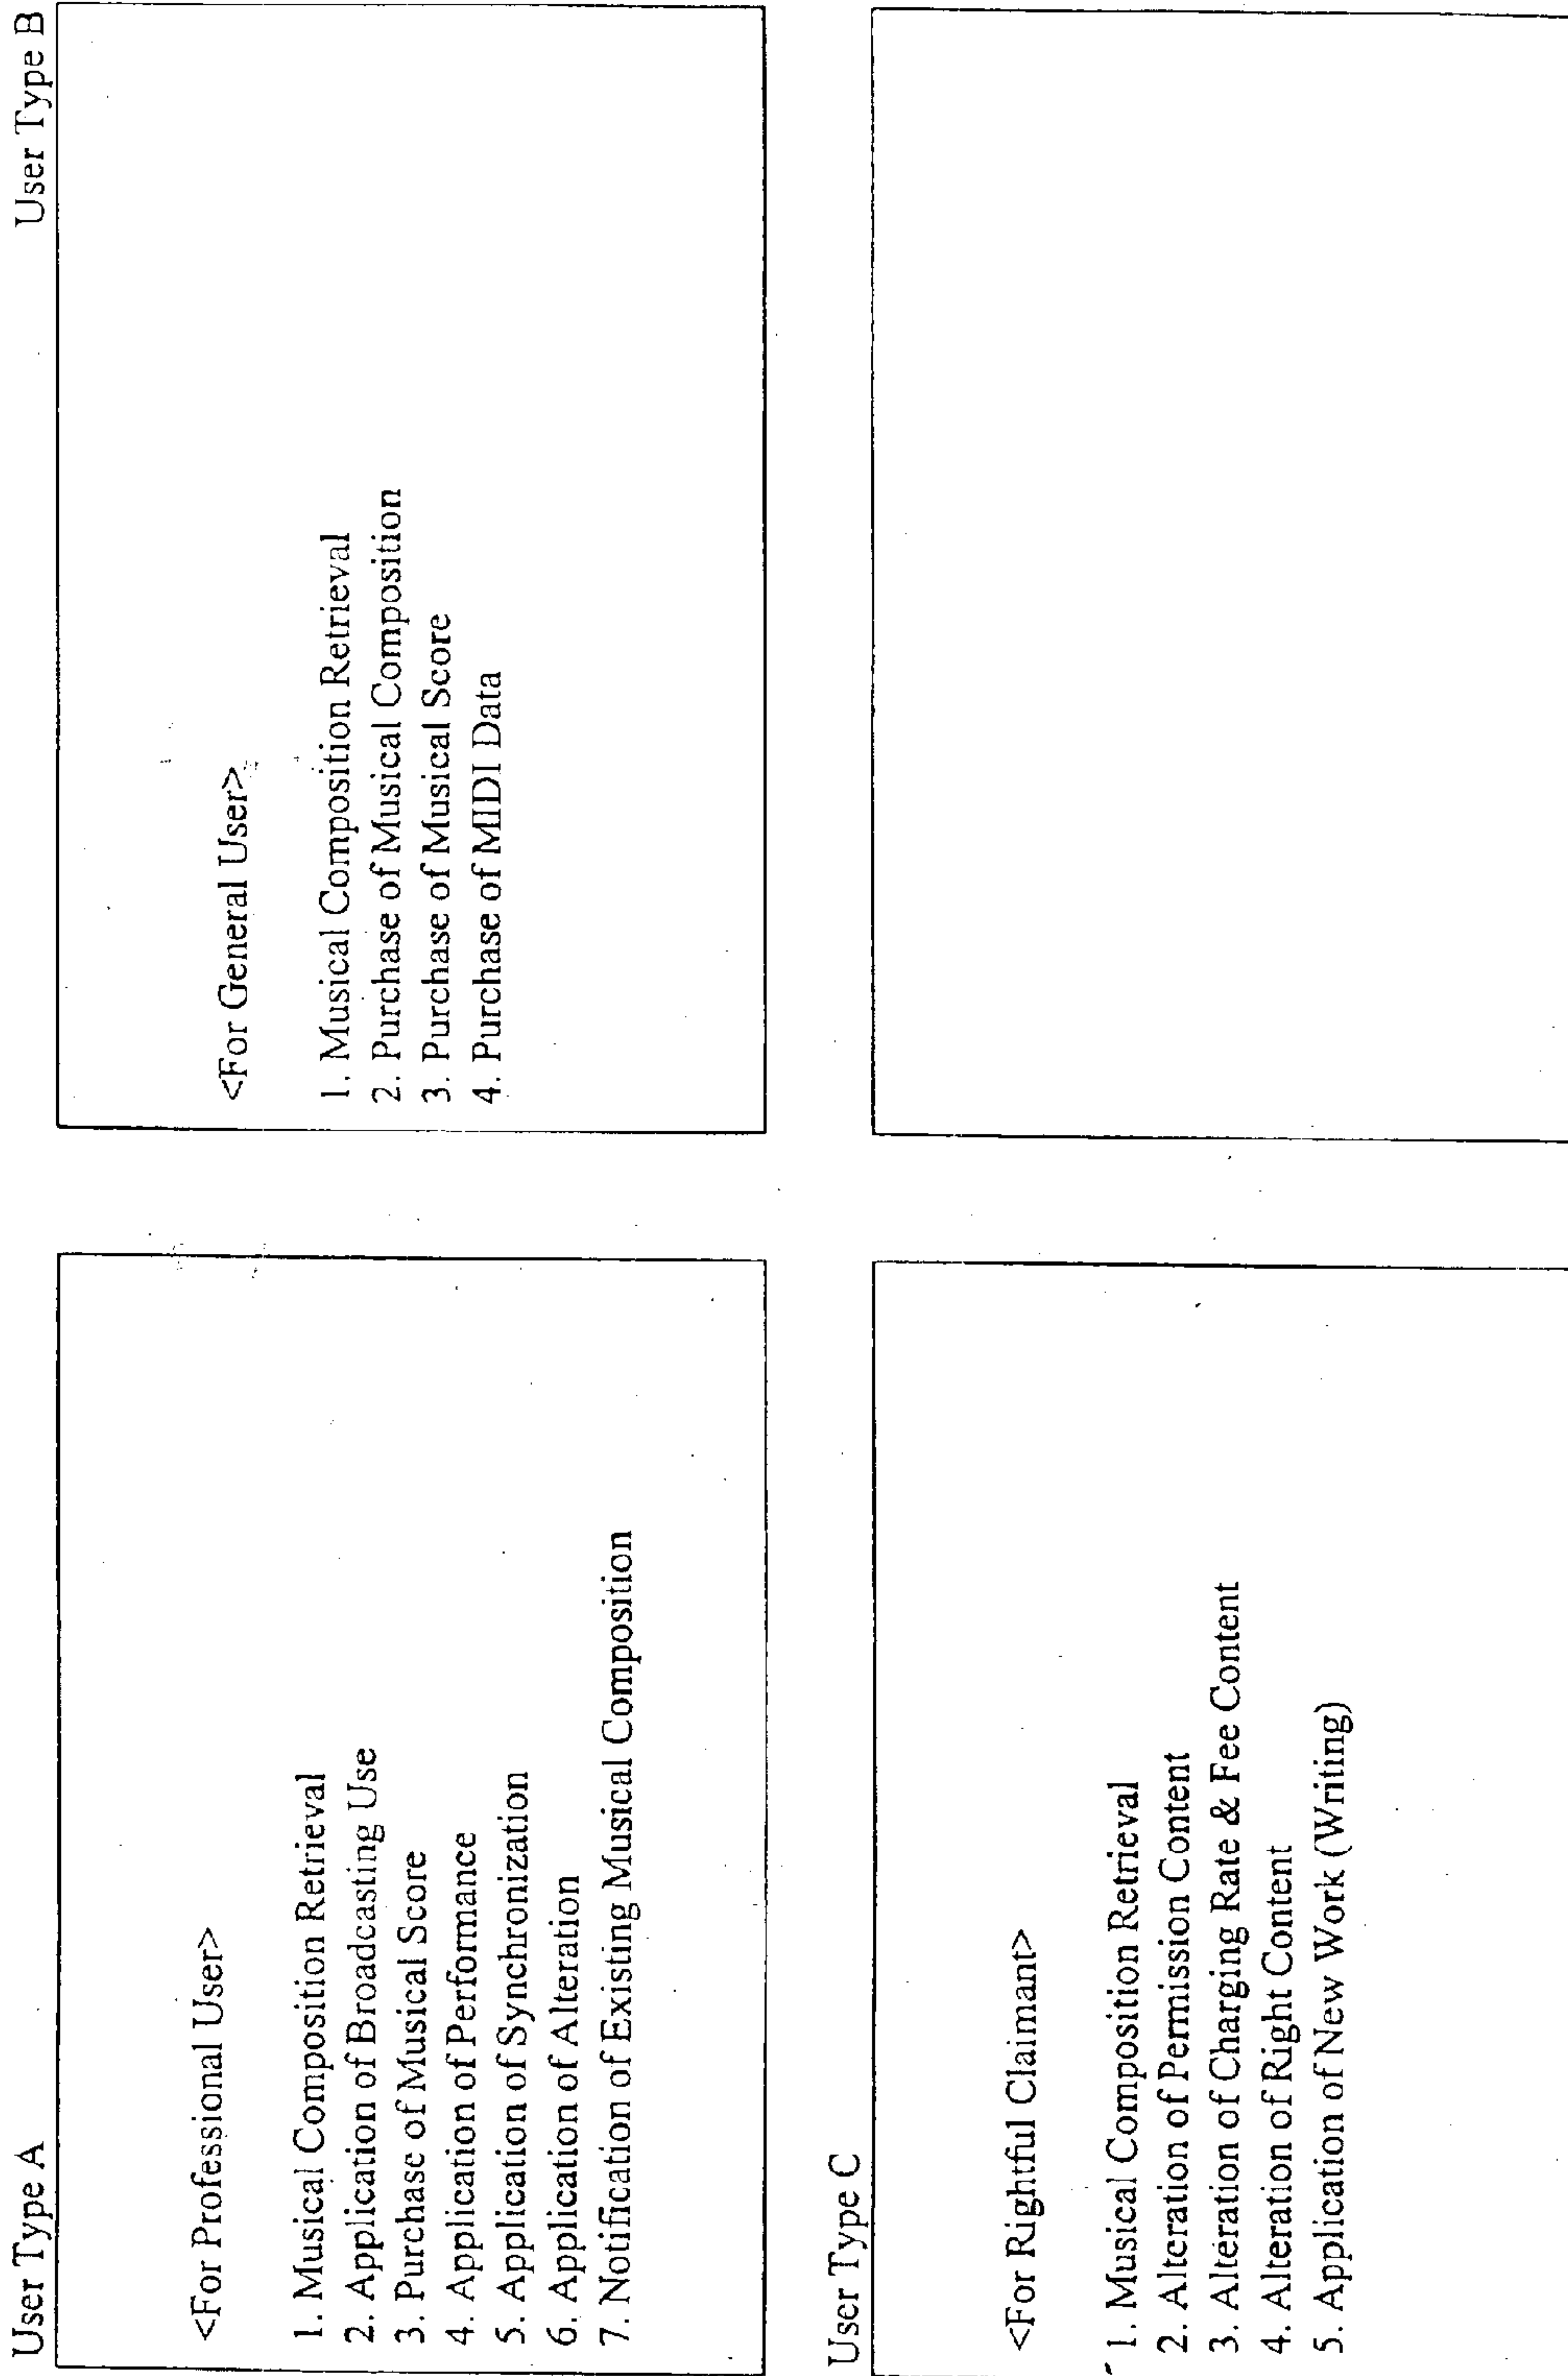 User Type A
<For Professional User>
1. Musical Composition Retrieval
2. Application of Broadcasting Use
3. Purchase of Musical Score
4. Application of Performance
5. Application of Synchronization
6. Application of Alteration
7. Notification of Existing Musical Composition
User Type B
<For General User>
1. Musical Composition Retrieval
2. Purchase of Musical Composition
3. Purchase of Musical Score
4. Purchase of MIDI Data
User Type C
<For Rightful Claimant>
1. Musical Composition Retrieval
2. Alteration of Permission Content
3. Alteration of Charging Rate & Fee Content
4. Alteration of Right Content
5. Application of New Work (Writing)